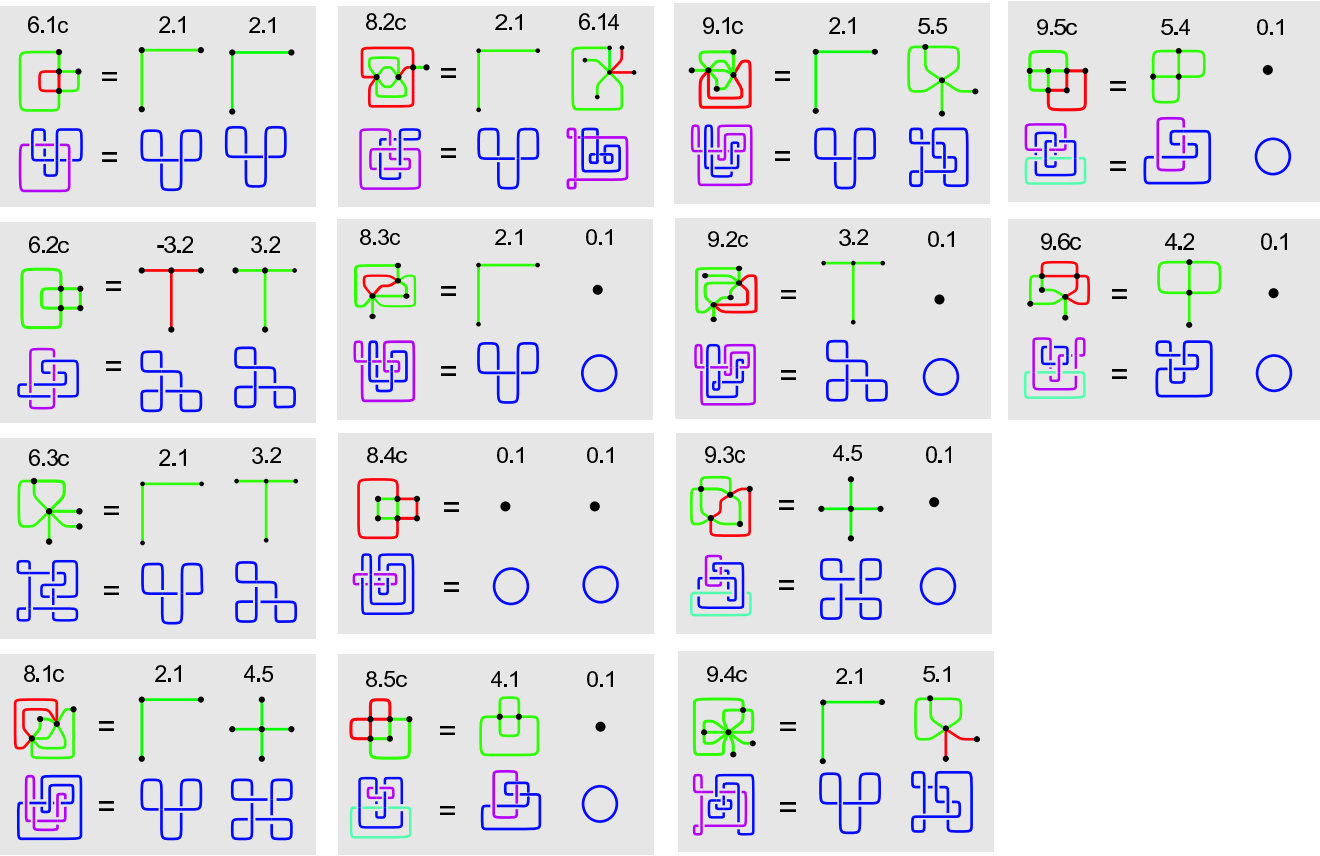 6.1c 2.1 2.1
=
=
8.2c 2.1 6.14
=
=
9.1c 2.1 5.5
=
=
9.5c 5.4 0.1
=
=
6.2c -3.2 3.2
=
=
8.3c 2.1 0.1
=
=
9.2c 3.2 0.1
=
=
9.6c 4.2 0.1
=
=
6.3c 2.1 3.2
=
=
8.4c 0.1 0.1
=
=
9.3c 4.5 0.1
=
=
8.1c 2.1 4.5
=
=
8.5c 4.1 0.1
=
=
9.4c 2.1 5.1
=
=